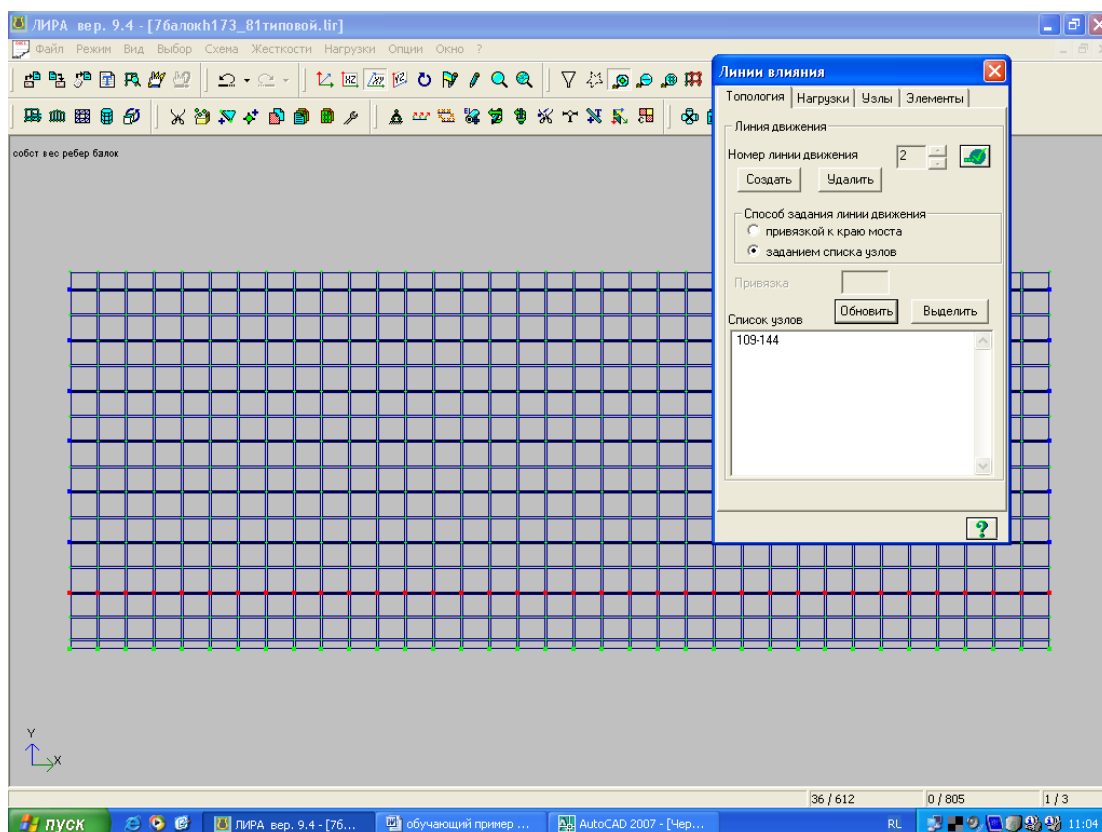 ЛИРА вер. 9.4 - [7балокh173_81типовой.lir]
Файл Режим Вид Выбор Схема Жесткости Нагрузки Опции Окно ?
собст вес ребер балок
Линии влияния
Топология Нагрузки Узлы Элементы
Линия движения
Номер линии движения 2
Создать Удалить
Способ задания линии движения
привязкой к краю моста
заданием списка узлов
Привязка
Обновить Выделить
Список узлов
109-144
?
Y
X
36 / 612 0 / 805 1 / 3
пуск ЛИРА вер. 9.4 - [7б... обучающий пример ... AutoCAD 2007 - [Чер... RL 11:04